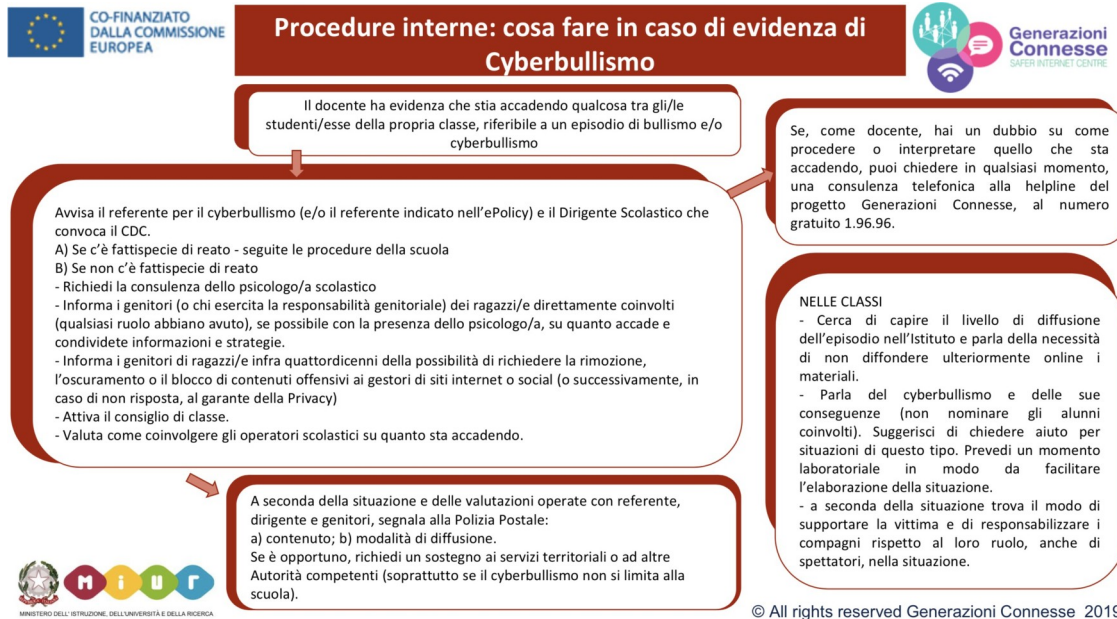 CO-FINANZIATO
DALLA COMMISSIONE
EUROPEA
Procedure interne: cosa fare in caso di evidenza di
Cyberbullismo
Generazioni
Connesse
SAFER INTERNET CENTRE
Il docente ha evidenza che stia accadendo qualcosa tra gli/le
studenti/esse della propria classe, riferibile a un episodio di bullismo e/o
cyberbullismo
Se, come docente, hai un dubbio su come
procedere o interpretare quello che sta
accadendo, puoi chiedere in qualsiasi momento,
una consulenza telefonica alla helpline del
progetto Generazioni Connesse, al numero
gratuito 1.96.96.
Avvisa il referente per il cyberbullismo (e/o il referente indicato nell'ePolicy) e il Dirigente Scolastico che
convoca il CDC.
A) Se c'è fattispecie di reato - seguite le procedure della scuola
B) Se non c'è fattispecie di reato
- Richiedi la consulenza dello psicologo/a scolastico
- Informa i genitori (o chi esercita la responsabilità genitoriale) dei ragazzi/e direttamente coinvolti
(qualsiasi ruolo abbiano avuto), se possibile con la presenza dello psicologo/a, su quanto accade e
condividete informazioni e strategie.
- Informa i genitori di ragazzi/e infra quattordicenni della possibilità di richiedere la rimozione,
l'oscuramento o il blocco di contenuti offensivi ai gestori di siti internet o social (o successivamente, in
caso di non risposta, al garante della Privacy)
- Attiva il consiglio di classe.
- Valuta come coinvolgere gli operatori scolastici su quanto sta accadendo.
NELLE CLASSI
- Cerca di capire il livello di diffusione
dell'episodio nell'Istituto e parla della necessità
di non diffondere ulteriormente online i
materiali.
- Parla del cyberbullismo e delle sue
conseguenze (non nominare gli alunni
coinvolti). Suggerisci di chiedere aiuto per
situazioni di questo tipo. Prevedi un momento
laboratoriale in modo da facilitare
l'elaborazione della situazione.
- a seconda della situazione trova il modo di
supportare la vittima e di responsabilizzare i
compagni rispetto al loro ruolo, anche di
spettatori, nella situazione.
A seconda della situazione e delle valutazioni operate con referente,
dirigente e genitori, segnala alla Polizia Postale:
a) contenuto; b) modalità di diffusione.
Se è opportuno, richiedi un sostegno ai servizi territoriali o ad altre
Autorità competenti (soprattutto se il cyberbullismo non si limita alla
scuola).
miur
MINISTERO DELL' ISTRUZIONE, DELL'UNIVERSITÀ E DELLA RICERCA
© All rights reserved Generazioni Connesse 2019